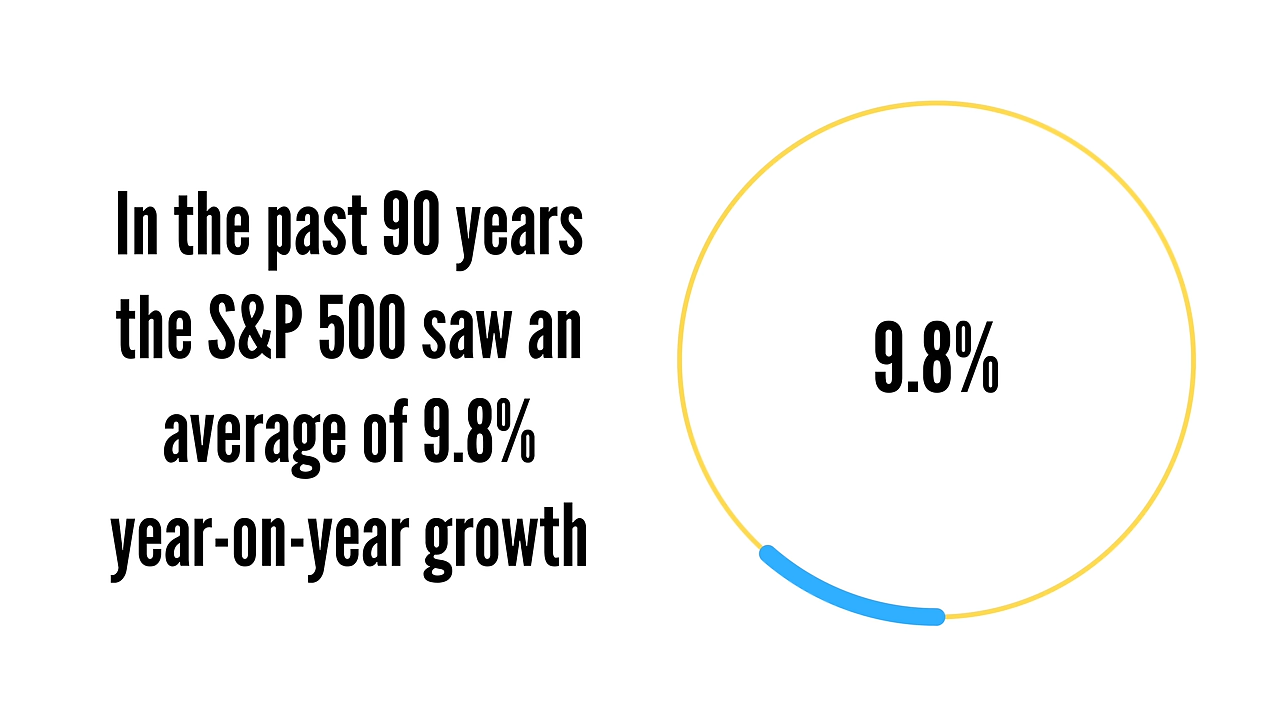 In the past 90 years
the S&P 500 saw an
average of 9.8%
year-on-year growth
9.8%